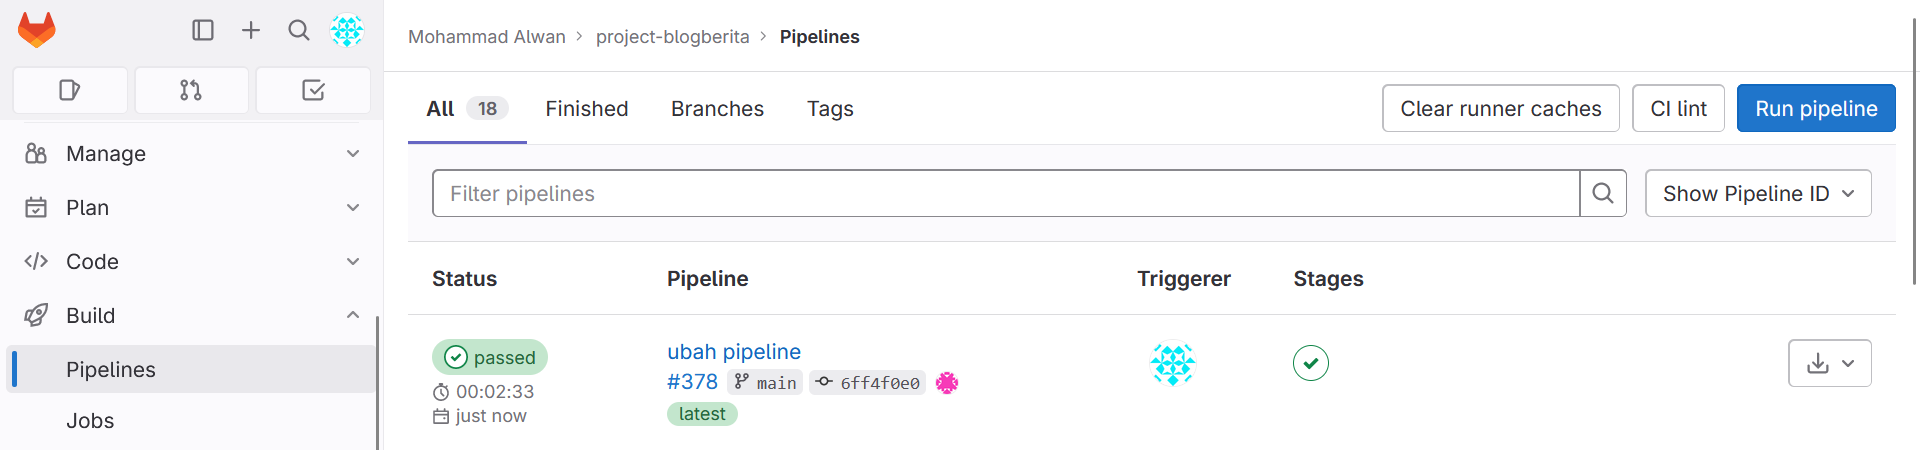 Mohammad Alwan > project-blogberita > Pipelines
All 18 Finished Branches Tags Clear runner caches CI lint Run pipeline
Manage
Plan
Code
Build
Pipelines
Jobs
Filter pipelines Show Pipeline ID
Status Pipeline Triggerer Stages
passed
00:02:33
just now
ubah pipeline
#378 main 6ff4f0e0
latest